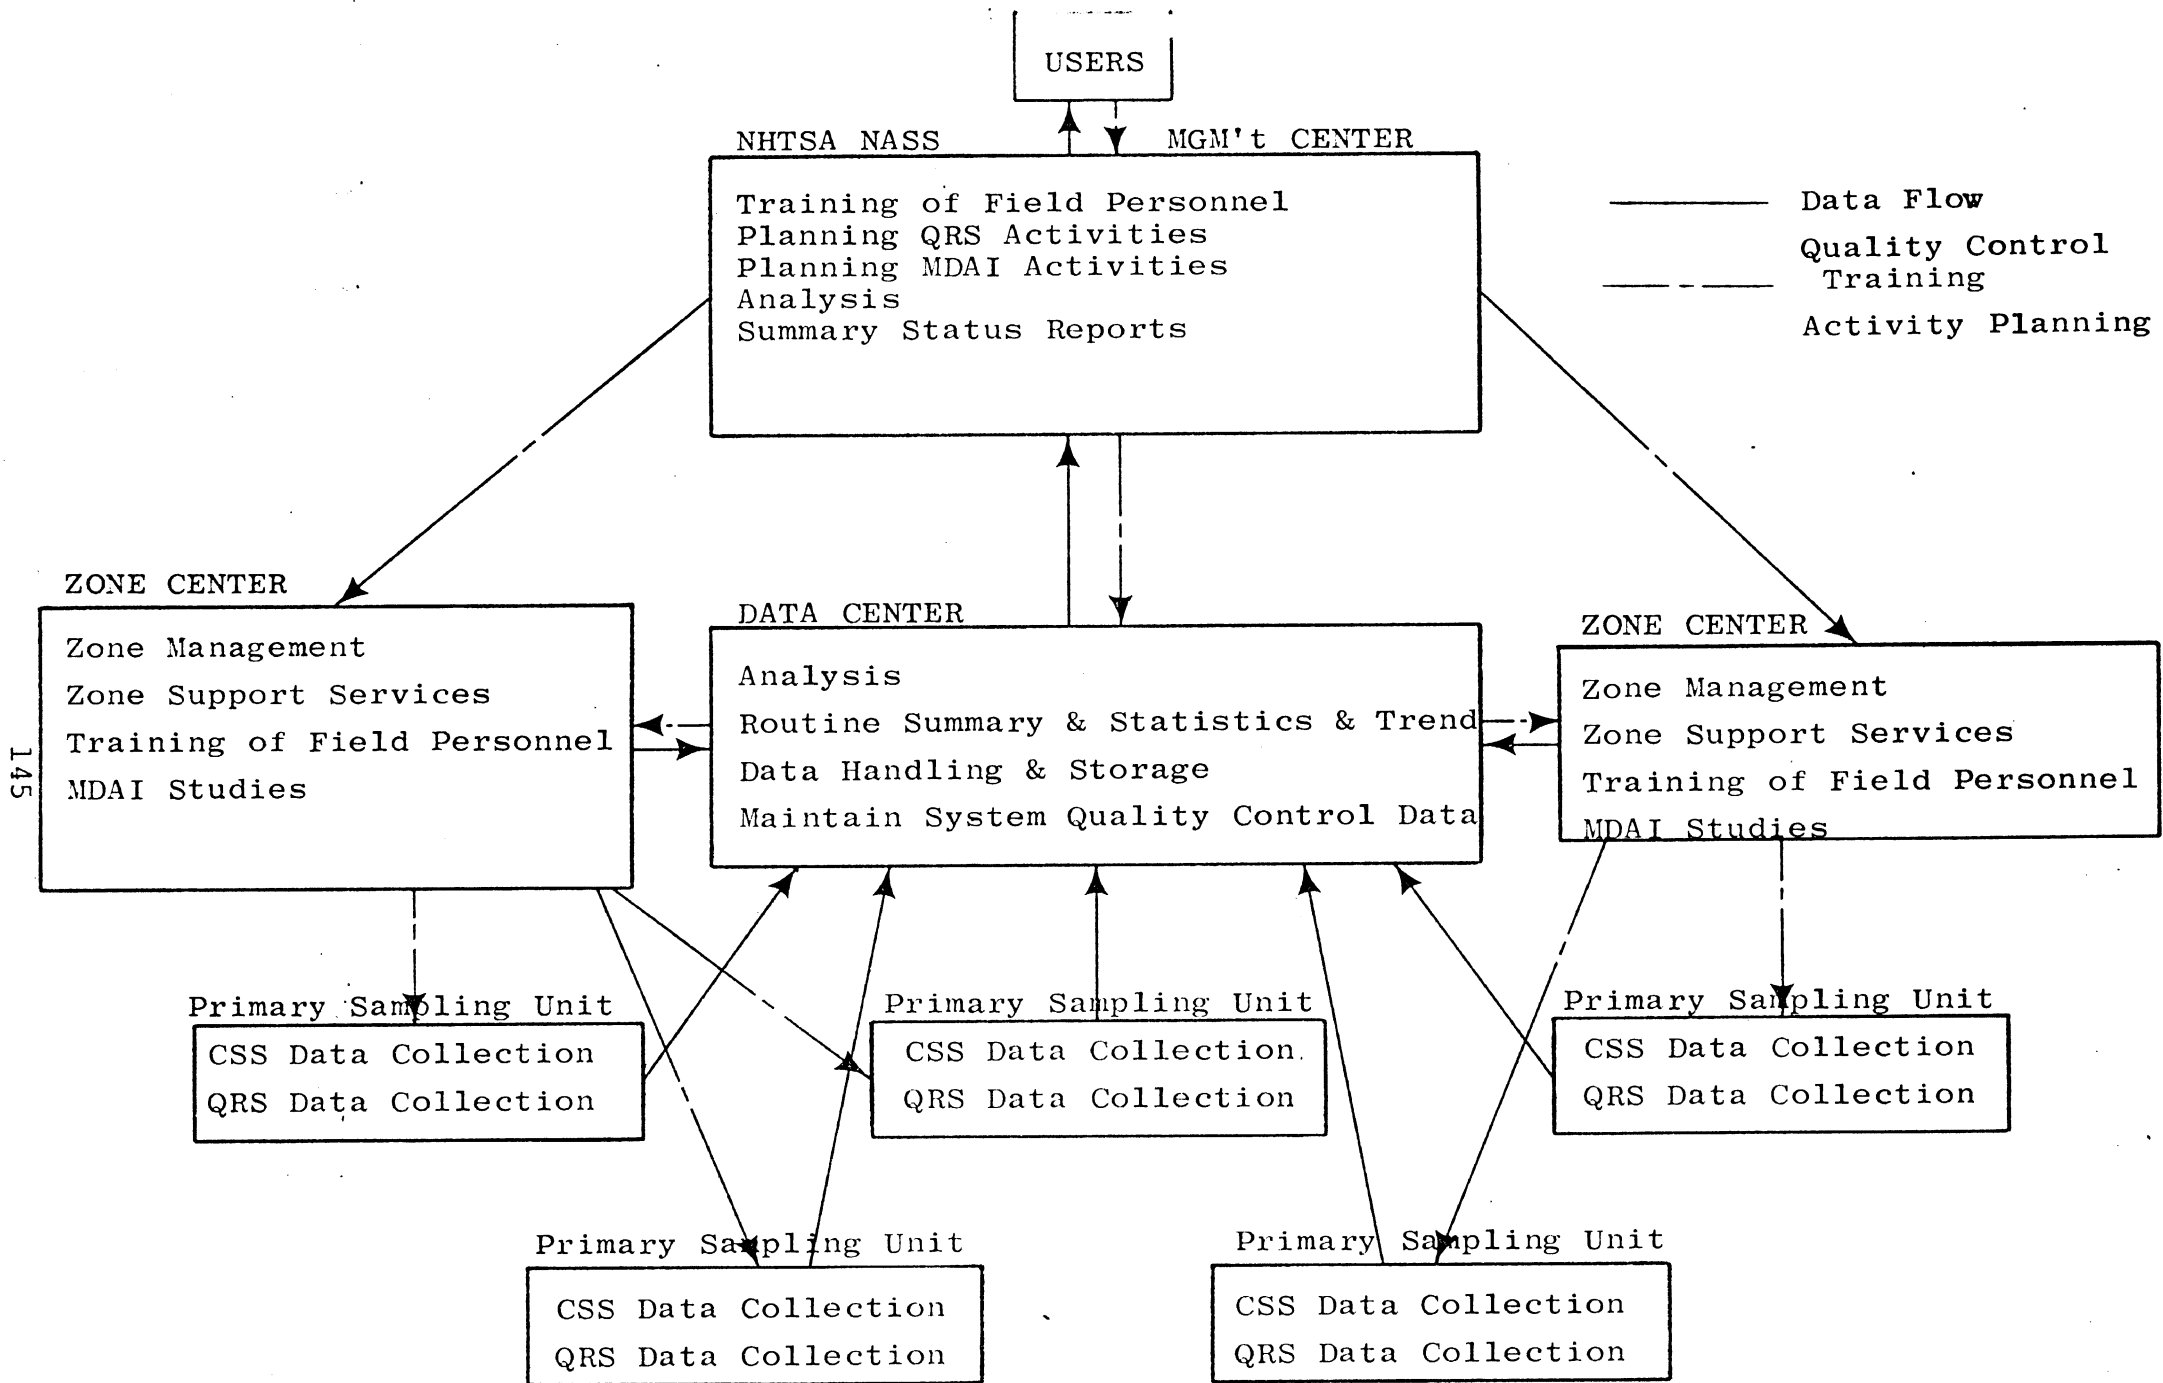 USERS
NHTSA NASS MGM't CENTER
Training of Field Personnel
Planning QRS Activities
Planning MDAI Activities
Analysis
Summary Status Reports
Data Flow
Quality Control
Training
Activity Planning
ZONE CENTER
Zone Management
Zone Support Services
Training of Field Personnel
MDAI Studies
DATA CENTER
Analysis
Routine Summary & Statistics & Trend
Data Handling & Storage
Maintain System Quality Control Data
ZONE CENTER
Zone Management
Zone Support Services
Training of Field Personnel
MDAI Studies
145
Primary Sampling Unit
CSS Data Collection
QRS Data Collection
Primary Sampling Unit
CSS Data Collection
QRS Data Collection
Primary Sampling Unit
CSS Data Collection
QRS Data Collection
Primary Sampling Unit
CSS Data Collection
QRS Data Collection
Primary Sampling Unit
CSS Data Collection
QRS Data Collection